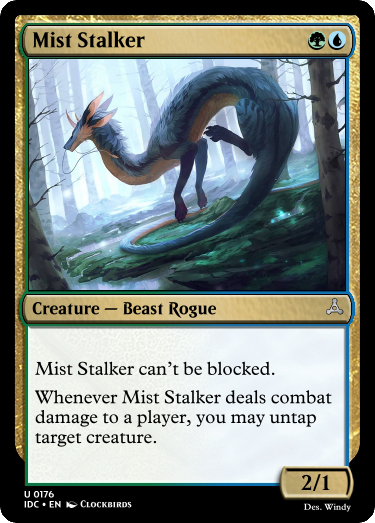 Mist Stalker
Creature — Beast Rogue
Mist Stalker can't be blocked.
Whenever Mist Stalker deals combat
damage to a player, you may untap
target creature.
2/1
U 0176
IDC • EN Clockbirds
Des. Windy